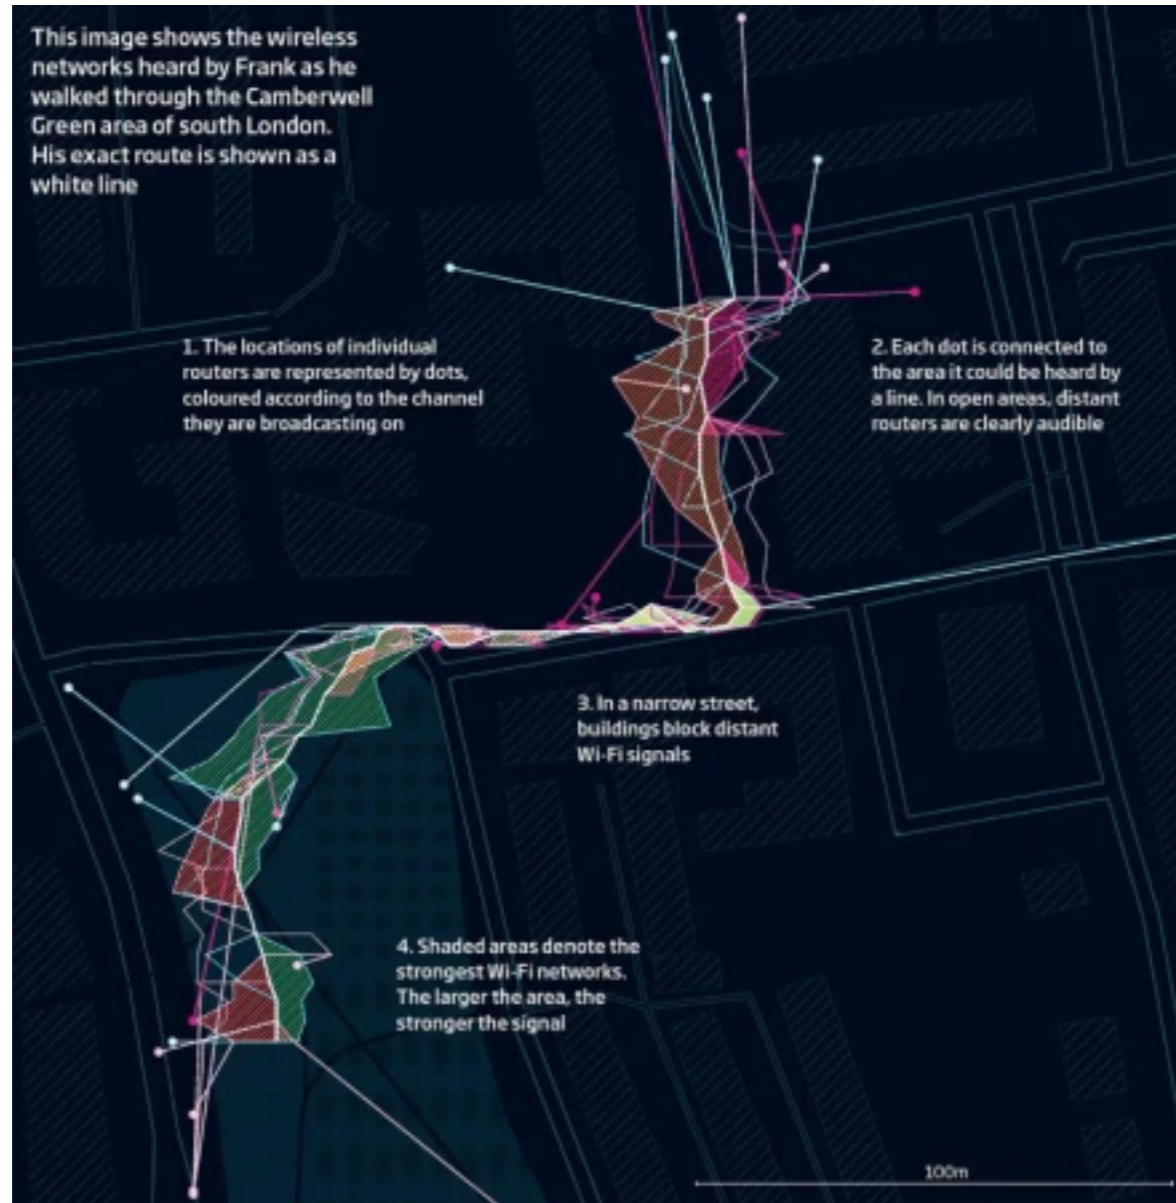 This image shows the wireless
networks heard by Frank as he
walked through the Camberwell
Green area of south London.
His exact route is shown as a
white line
1. The locations of individual
routers are represented by dots,
coloured according to the channel
they are broadcasting on
2. Each dot is connected to
the area it could be heard by
a line. In open areas, distant
routers are clearly audible
3. In a narrow street,
buildings block distant
Wi-Fi signals
4. Shaded areas denote the
strongest Wi-Fi networks.
The larger the area, the
stronger the signal
100m